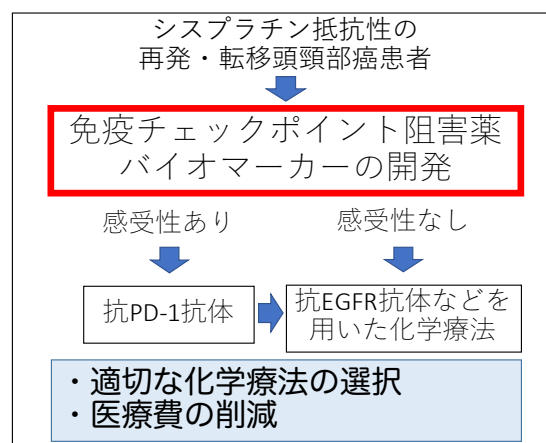 シスプラチン抵抗性の
再発・転移頭頸部癌患者
免疫チェックポイント阻害薬
バイオマーカーの開発
感受性あり
感受性なし
抗PD-1抗体
抗EGFR抗体などを
用いた化学療法
・適切な化学療法の選択
・医療費の削減